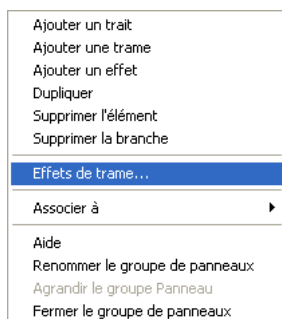 Ajouter un trait
Ajouter une trame
Ajouter un effet
Dupliquer
Supprimer l'élément
Supprimer la branche
Effets de trame...
Associer à
Aide
Renommer le groupe de panneaux
Agrandir le groupe Panneau
Fermer le groupe de panneaux